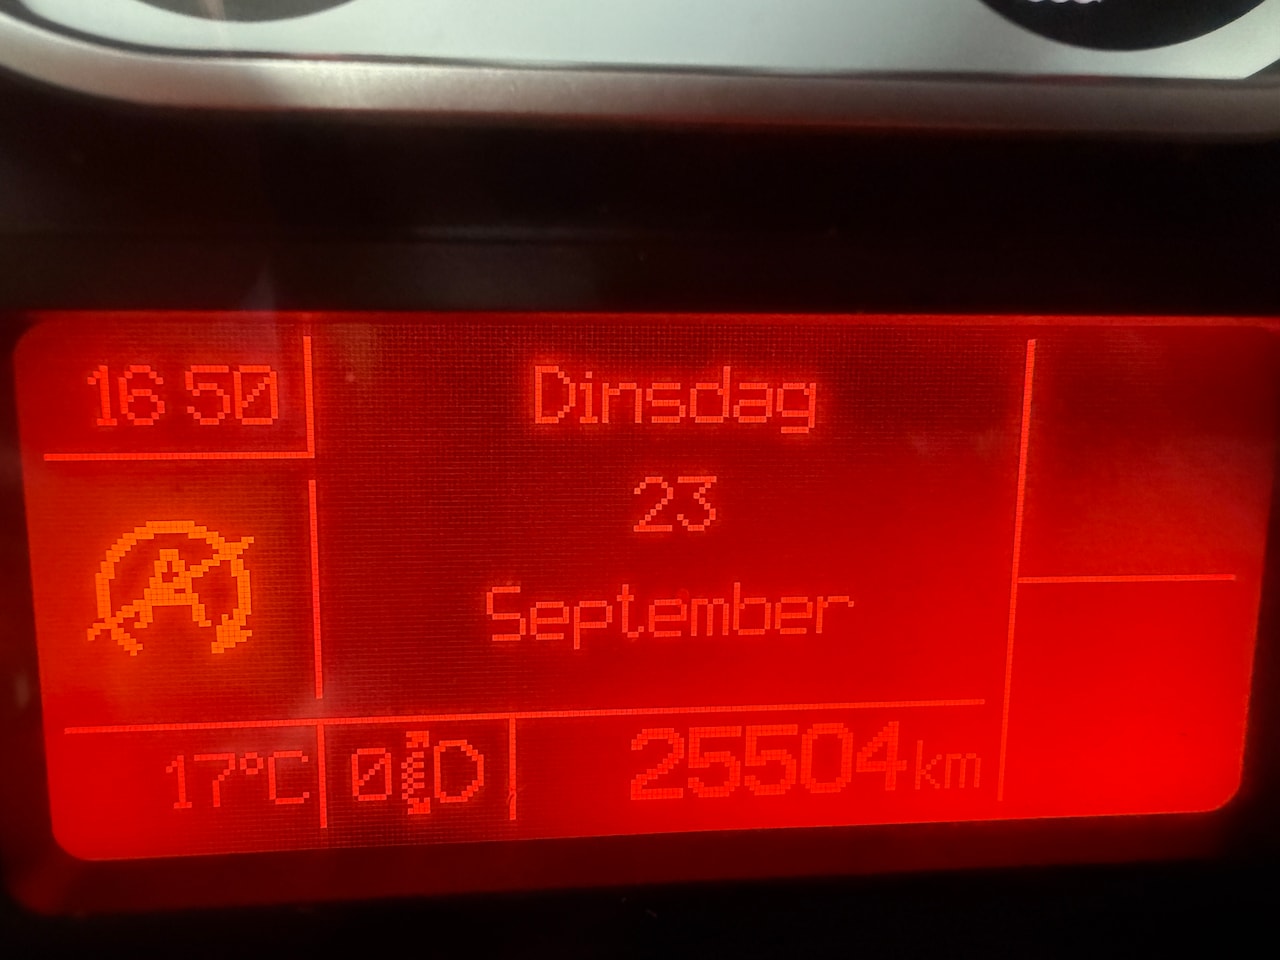 16 50
Dinsdag
23
September
A
17°C
0
25504 km